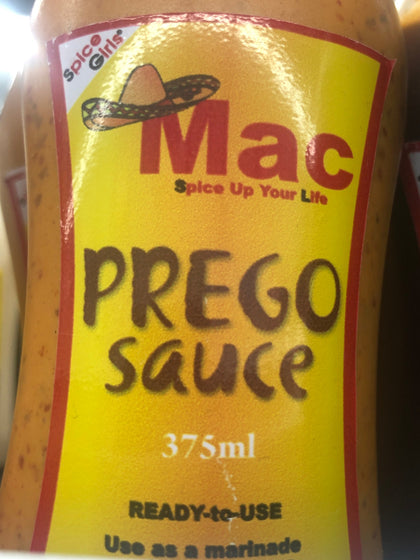 Spice
Girls®
Mac
Spice Up Your Life
PREGO
sauce
375ml
READY-to-USE
Use as a marinade